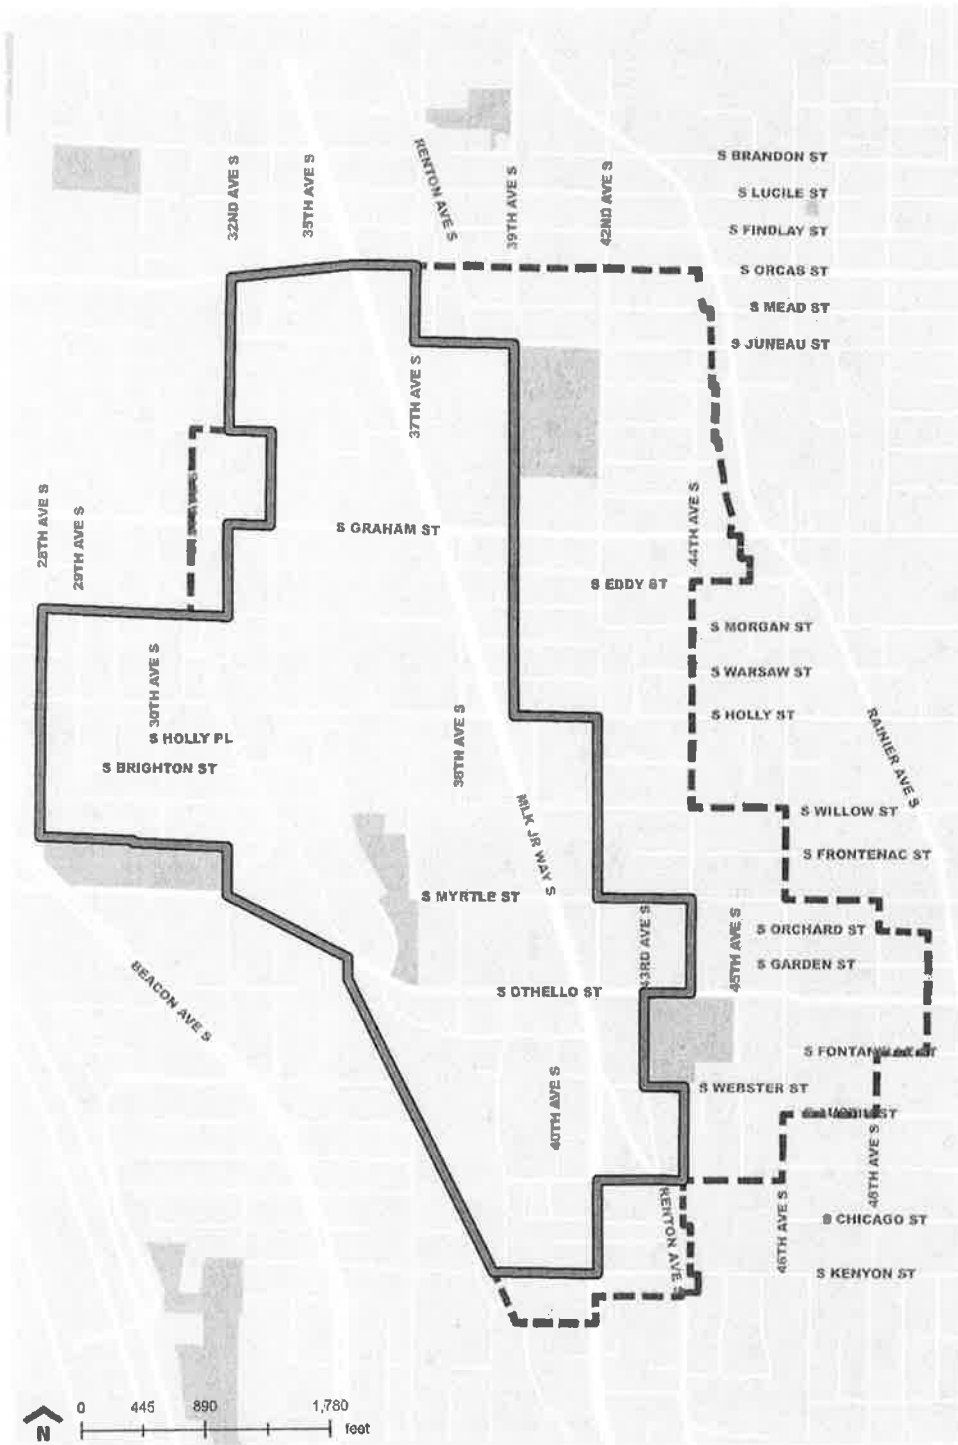 S BRANDON ST
S LUCILE ST
S FINDLAY ST
S ORCAS ST
S MEAD ST
S JUNEAU ST
32ND AVE S
35TH AVE S
RENTON AVE S
39TH AVE S
42ND AVE S
37TH AVE S
28TH AVE S
29TH AVE S
S GRAHAM ST
44TH AVE S
S EDDY ST
S MORGAN ST
S WARSAW ST
S HOLLY ST
30TH AVE S
S HOLLY PL
S BRIGHTON ST
38TH AVE S
RAINIER AVE S
MLK JR WAY S
S WILLOW ST
S FRONTENAC ST
S MYRTLE ST
43RD AVE S
45TH AVE S
S ORCHARD ST
S GARDEN ST
BEACON AVE S
S OTHELLO ST
S WEBSTER ST
40TH AVE S
48TH AVE S
46TH AVE S
RENTON AVE S
S CHICAGO ST
S KENYON ST
0 445 890 1,780
feet
N